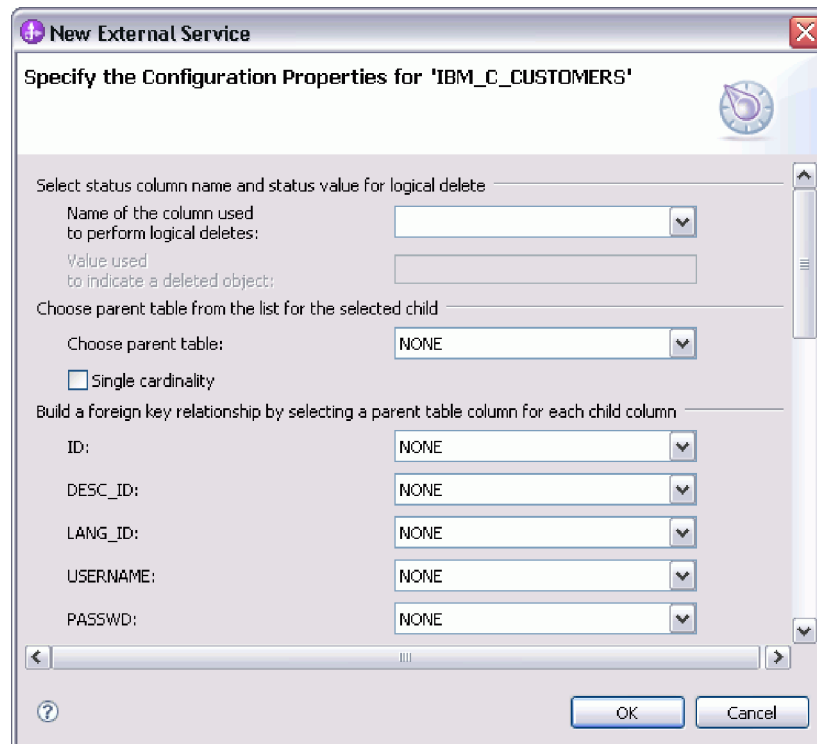 New External Service
Specify the Configuration Properties for 'IBM_C_CUSTOMERS'
Select status column name and status value for logical delete
Name of the column used
to perform logical deletes:
Value used
to indicate a deleted object:
Choose parent table from the list for the selected child
Choose parent table: NONE
Single cardinality
Build a foreign key relationship by selecting a parent table column for each child column
ID: NONE
DESC_ID: NONE
LANG_ID: NONE
USERNAME: NONE
PASSWD: NONE
? OK Cancel